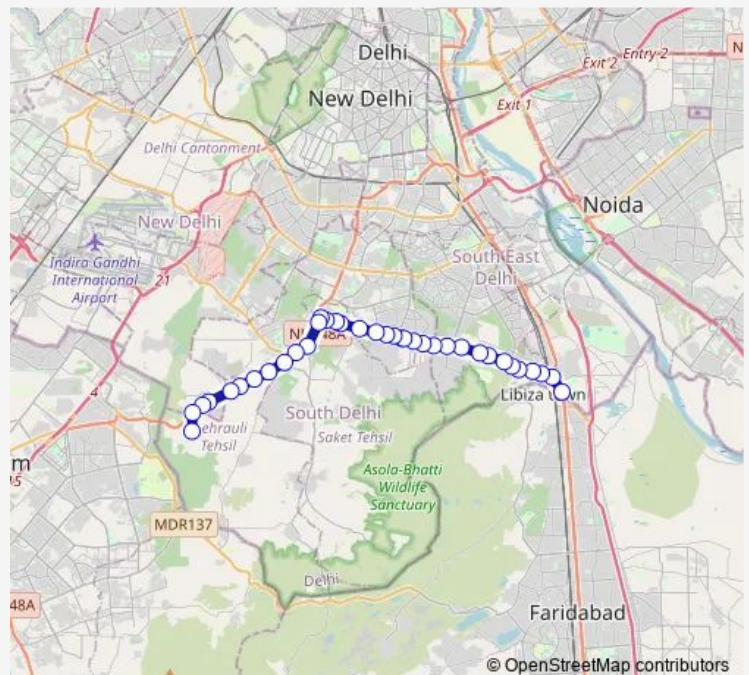 Delhi
New Delhi
Exit 2
Entry 2
Exit 1
Delhi Cantonment
Noida
New Delhi
Indira Gandhi
International
Airport
21
South East
Delhi
4
Libiza town
South Delhi
Saket Tehsil
Tehsil
m
Asola-Bhatti
Wildlife
Sanctuary
MDR137
Delhi
48A
Faridabad
© OpenStreetMap contributors